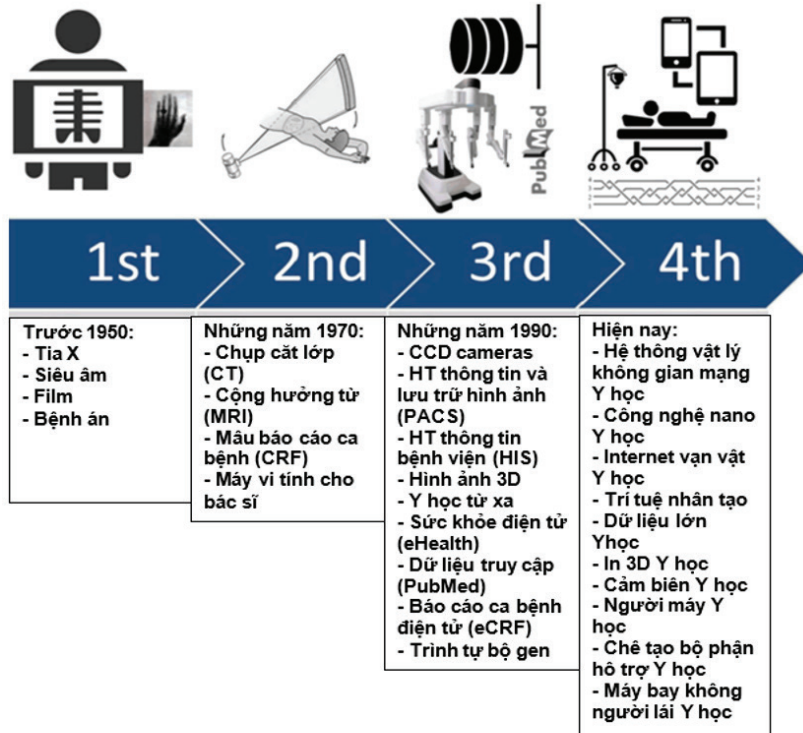 PubMed
1st
2nd
3rd
4th
Trước 1950:
- Tia X
- Siêu âm
- Film
- Bệnh án
Những năm 1970:
- Chụp căt lớp
(CT)
- Cộng hưởng từ
(MRI)
- Mâu báo cáo ca
bệnh (CRF)
- Máy vi tính cho
bác sĩ
Những năm 1990:
- CCD cameras
- HT thông tin và
lưu trữ hình ảnh
(PACS)
- HT thông tin
bệnh viện (HIS)
- Hình ảnh 3D
- Y học từ xa
- Sức khỏe điện tử
(eHealth)
- Dữ liệu truy cập
(PubMed)
- Báo cáo ca bệnh
điện tử (eCRF)
- Trình tự bộ gen
Hiện nay:
- Hệ thống vật lý
không gian mạng
Y học
- Công nghệ nano
Y học
- Internet vạn vật
Y học
- Trí tuệ nhân tạo
- Dữ liệu lớn
Yhọc
- In 3D Y học
- Cảm biên Y học
- Người máy Y
học
- Chê tạo bộ phận
hô trợ Y học
- Máy bay không
người lái Y học